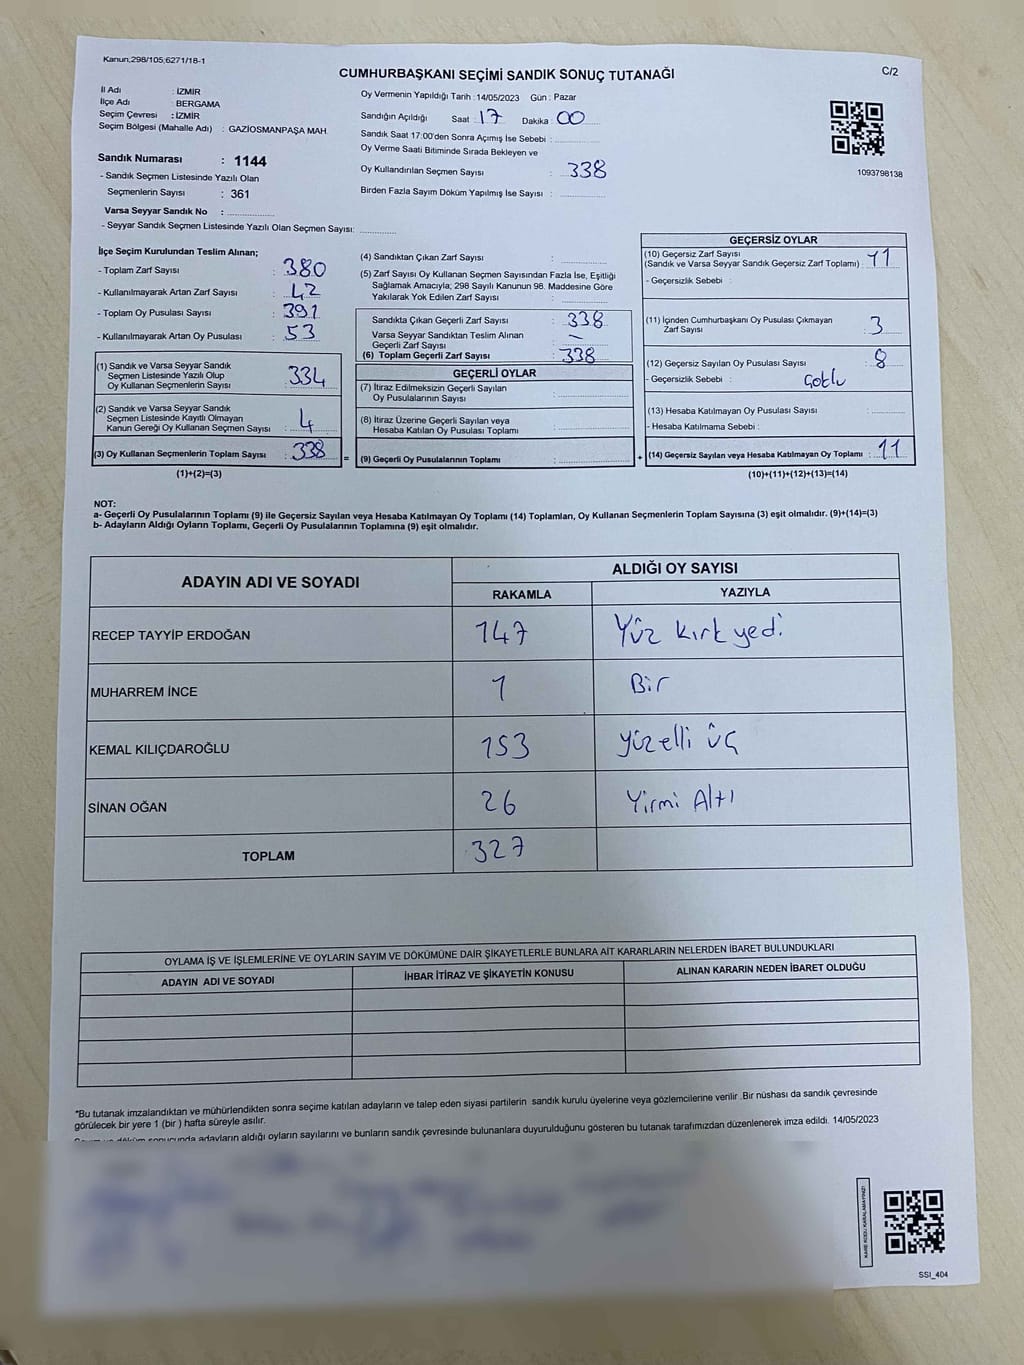 Kanun,298/105;6271/18-1
CUMHURBAŞKANI SEÇİMİ SANDIK SONUÇ TUTANAĞI
C/2
İl Adı : İZMİR
İlçe Adı : BERGAMA
Seçim Çevresi : İZMİR
Seçim Bölgesi (Mahalle Adı) : GAZİOSMANPAŞA MAH.
Sandık Numarası : 1144
- Sandık Seçmen Listesinde Yazılı Olan
Seçmenlerin Sayısı : 361
Varsa Seyyar Sandık No :
- Seyyar Sandık Seçmen Listesinde Yazılı Olan Seçmen Sayısı:
Oy Vermenin Yapıldığı Tarih : 14/05/2023 Gün : Pazar
Sandığın Açıldığı Saat : 17 Dakika : 00
Sandık Saat 17:00'den Sonra Açımış İse Sebebi :
Oy Verme Saati Bitiminde Sırada Bekleyen ve
Oy Kullandırılan Seçmen Sayısı : 338
Birden Fazla Sayım Döküm Yapılmış İse Sayısı :
1093798138
İlçe Seçim Kurulundan Teslim Alınan;
- Toplam Zarf Sayısı : 380
- Kullanılmayarak Artan Zarf Sayısı : 42
- Toplam Oy Pusulası Sayısı : 391
- Kullanılmayarak Artan Oy Pusulası : 53
(1) Sandık ve Varsa Seyyar Sandık
Seçmen Listesinde Yazılı Olup
Oy Kullanan Seçmenlerin Sayısı : 334
(2) Sandık ve Varsa Seyyar Sandık
Seçmen Listesinde Kayıtlı Olmayan
Kanun Gereği Oy Kullanan Seçmen Sayısı : 4
(3) Oy Kullanan Seçmenlerin Toplam Sayısı : 338
(1)+(2)=(3)
(4) Sandıktan Çıkan Zarf Sayısı :
(5) Zarf Sayısı Oy Kullanan Seçmen Sayısından Fazla İse, Eşitliği
Sağlamak Amacıyla; 298 Sayılı Kanunun 98. Maddesine Göre
Yakılarak Yok Edilen Zarf Sayısı :
Sandıkta Çıkan Geçerli Zarf Sayısı : 338
Varsa Seyyar Sandıktan Teslim Alınan
Geçerli Zarf Sayısı : -
(6) Toplam Geçerli Zarf Sayısı : 338
GEÇERLİ OYLAR
(7) İtiraz Edilmeksizin Geçerli Sayılan
Oy Pusulalarının Sayısı :
(8) İtiraz Üzerine Geçerli Sayılan veya
Hesaba Katılan Oy Pusulası Toplamı :
= (9) Geçerli Oy Pusulalarının Toplamı :
GEÇERSİZ OYLAR
(10) Geçersiz Zarf Sayısı
(Sandık ve Varsa Seyyar Sandık Geçersiz Zarf Toplamı) : 11
- Geçersizlik Sebebi :
(11) İçinden Cumhurbaşkanı Oy Pusulası Çıkmayan
Zarf Sayısı : 3
(12) Geçersiz Sayılan Oy Pusulası Sayısı : 8
- Geçersizlik Sebebi :
(13) Hesaba Katılmayan Oy Pusulası Sayısı :
- Hesaba Katılmama Sebebi :
+ (14) Geçersiz Sayılan veya Hesaba Katılmayan Oy Toplamı : 11
(10)+(11)+(12)+(13)=(14)
NOT:
a- Geçerli Oy Pusulalarının Toplamı (9) ile Geçersiz Sayılan veya Hesaba Katılmayan Oy Toplamı (14) Toplamları, Oy Kullanan Seçmenlerin Toplam Sayısına (3) eşit olmalıdır. (9)+(14)=(3)
b- Adayların Aldığı Oyların Toplamı, Geçerli Oy Pusulalarının Toplamına (9) eşit olmalıdır.
ADAYIN ADI VE SOYADI
ALDIĞI OY SAYISI
RAKAMLA YAZIYLA
RECEP TAYYİP ERDOĞAN 147 Yüz kırk yedi
MUHARREM İNCE 1 Bir
KEMAL KILIÇDAROĞLU 153 Yüzelli üç
SİNAN OĞAN 26 Yirmi Altı
TOPLAM 327
OYLAMA İŞ VE İŞLEMLERİNE VE OYLARIN SAYIM VE DÖKÜMÜNE DAİR ŞİKAYETLERLE BUNLARA AİT KARARLARIN NELERDEN İBARET BULUNDUKLARI
ADAYIN ADI VE SOYADI İHBAR İTİRAZ VE ŞİKAYETİN KONUSU ALINAN KARARIN NEDEN İBARET OLDUĞU
*Bu tutanak imzalandıktan ve mühürlendikten sonra seçime katılan adayların ve talep eden siyasi partilerin sandık kurulu üyelerine veya gözlemcilerine verilir .Bir nüshası da sandık çevresinde
görülecek bir yere 1 (bir ) hafta süreyle asılır.
Sayım ve döküm sonucunda adayların aldığı oyların sayılarını ve bunların sandık çevresinde bulunanlara duyurulduğunu gösteren bu tutanak tarafımızdan düzenlenerek imza edildi. 14/05/2023
KARE KODU KARALAMAYINIZ!
SSI_404